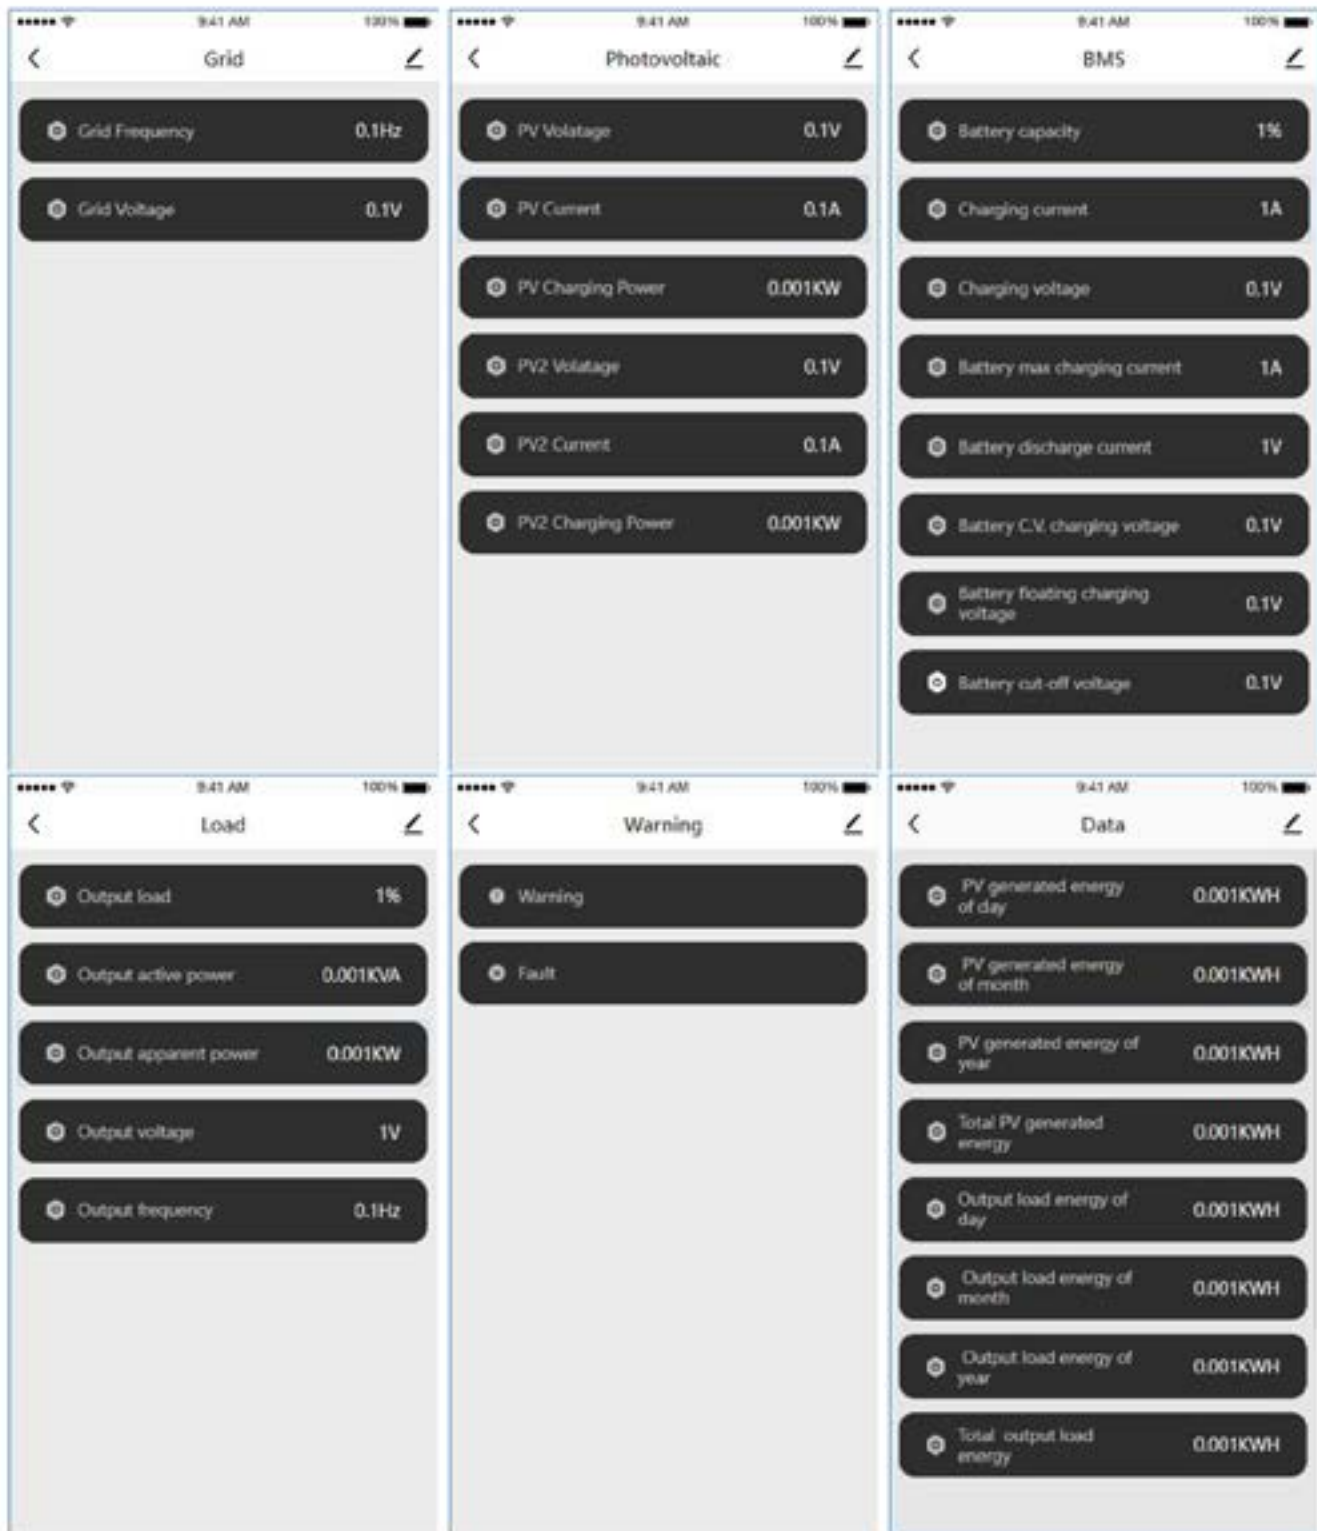 9:41 AM 100%
Grid
Grid Frequency 0.1Hz
Grid Voltage 0.1V
9:41 AM 100%
Photovoltaic
PV Volatage 0.1V
PV Current 0.1A
PV Charging Power 0.001KW
PV2 Volatage 0.1V
PV2 Current 0.1A
PV2 Charging Power 0.001KW
9:41 AM 100%
BMS
Battery capacity 1%
Charging current 1A
Charging voltage 0.1V
Battery max charging current 1A
Battery discharge current 1V
Battery C.V. charging voltage 0.1V
Battery floating charging
voltage 0.1V
Battery cut-off voltage 0.1V
9:41 AM 100%
Load
Output load 1%
Output active power 0.001KVA
Output apparent power 0.001KW
Output voltage 1V
Output frequency 0.1Hz
9:41 AM 100%
Warning
Warning
Fault
9:41 AM 100%
Data
PV generated energy
of day 0.001KWH
PV generated energy
of month 0.001KWH
PV generated energy of
year 0.001KWH
Total PV generated
energy 0.001KWH
Output load energy of
day 0.001KWH
Output load energy of
month 0.001KWH
Output load energy of
year 0.001KWH
Total output load
energy 0.001KWH